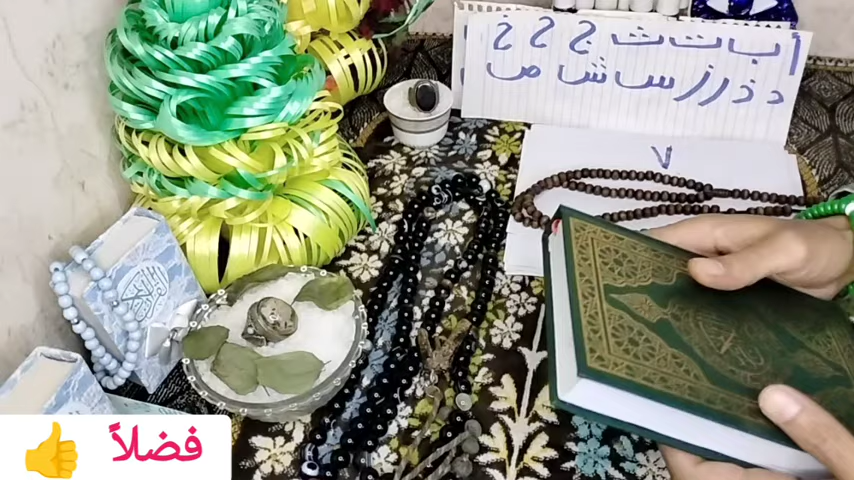 أ ب ت ث ج ح خ
د ذ ر ز س ش ص
٧
فضلاً